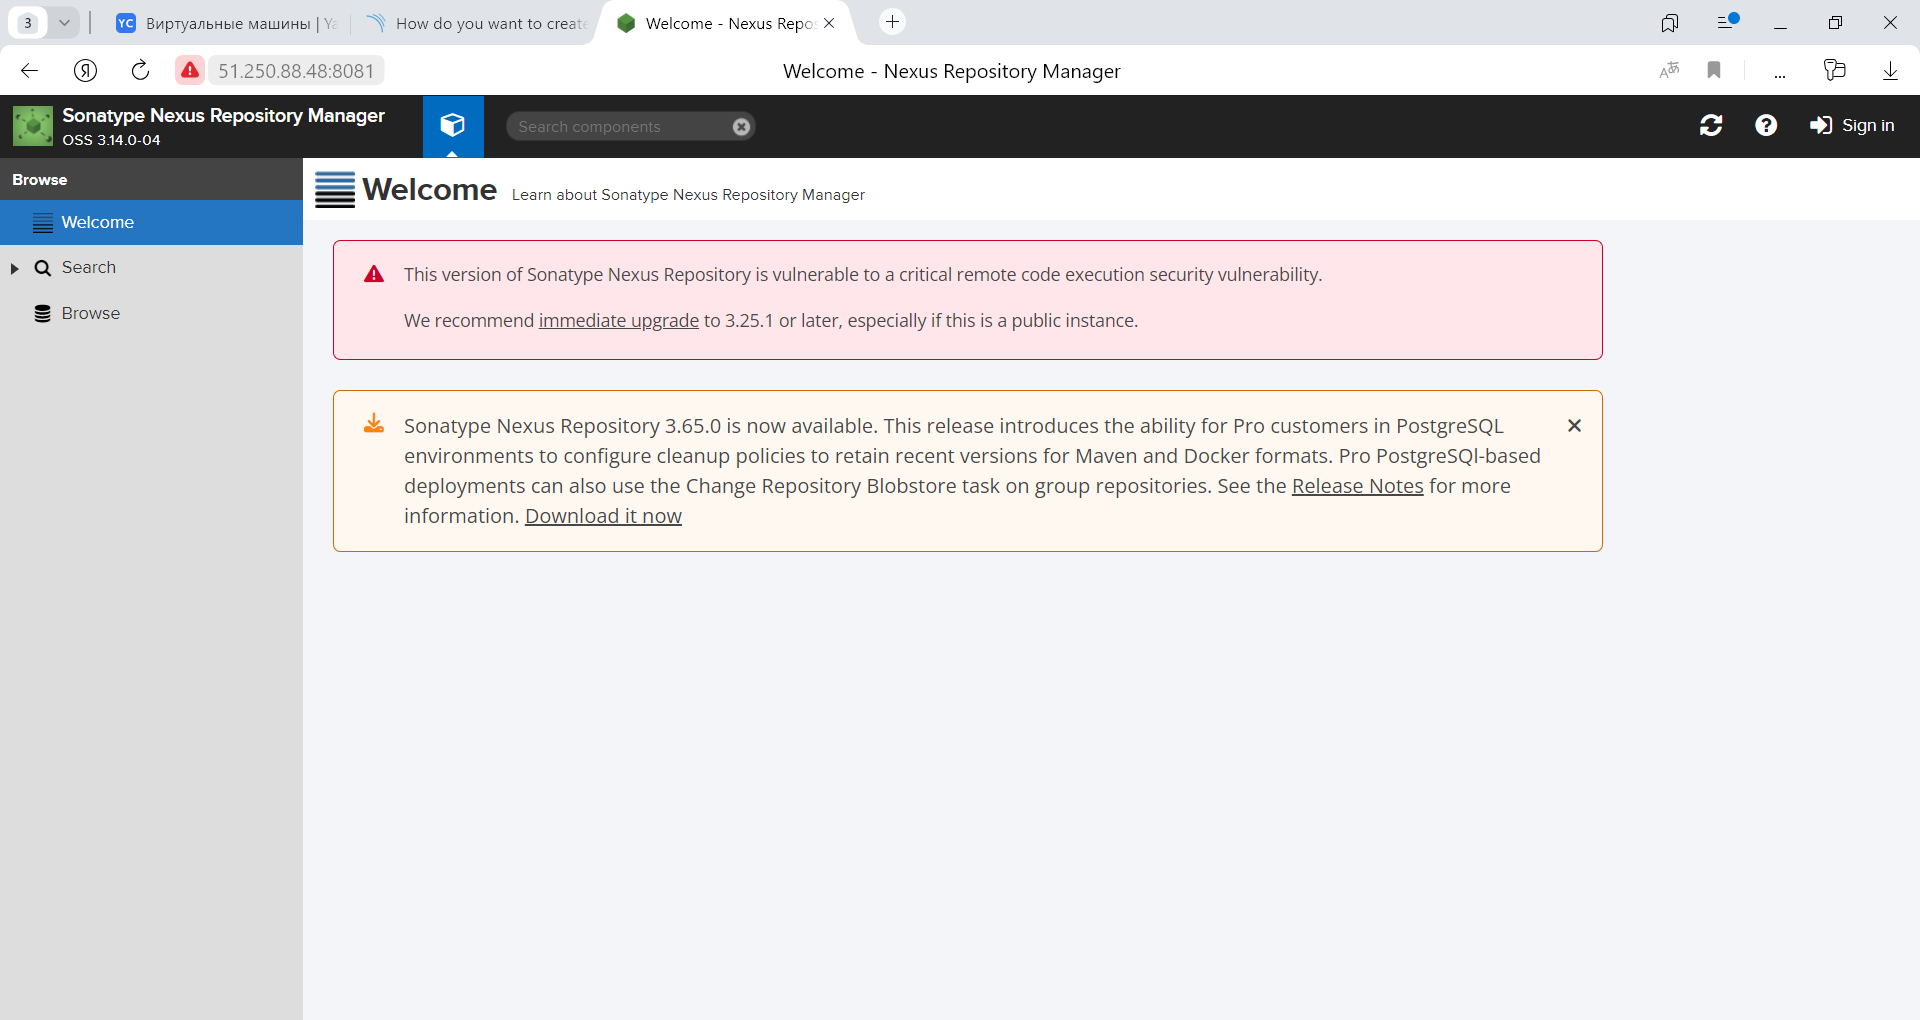 3
YC Виртуальные машины | Ya
How do you want to create
Welcome - Nexus Repos
Я
51.250.88.48:8081
Welcome - Nexus Repository Manager
Sonatype Nexus Repository Manager
OSS 3.14.0-04
Search components
Sign in
Browse
Welcome
Search
Browse
Welcome Learn about Sonatype Nexus Repository Manager
This version of Sonatype Nexus Repository is vulnerable to a critical remote code execution security vulnerability.
We recommend immediate upgrade to 3.25.1 or later, especially if this is a public instance.
Sonatype Nexus Repository 3.65.0 is now available. This release introduces the ability for Pro customers in PostgreSQL
environments to configure cleanup policies to retain recent versions for Maven and Docker formats. Pro PostgreSQl-based
deployments can also use the Change Repository Blobstore task on group repositories. See the Release Notes for more
information. Download it now